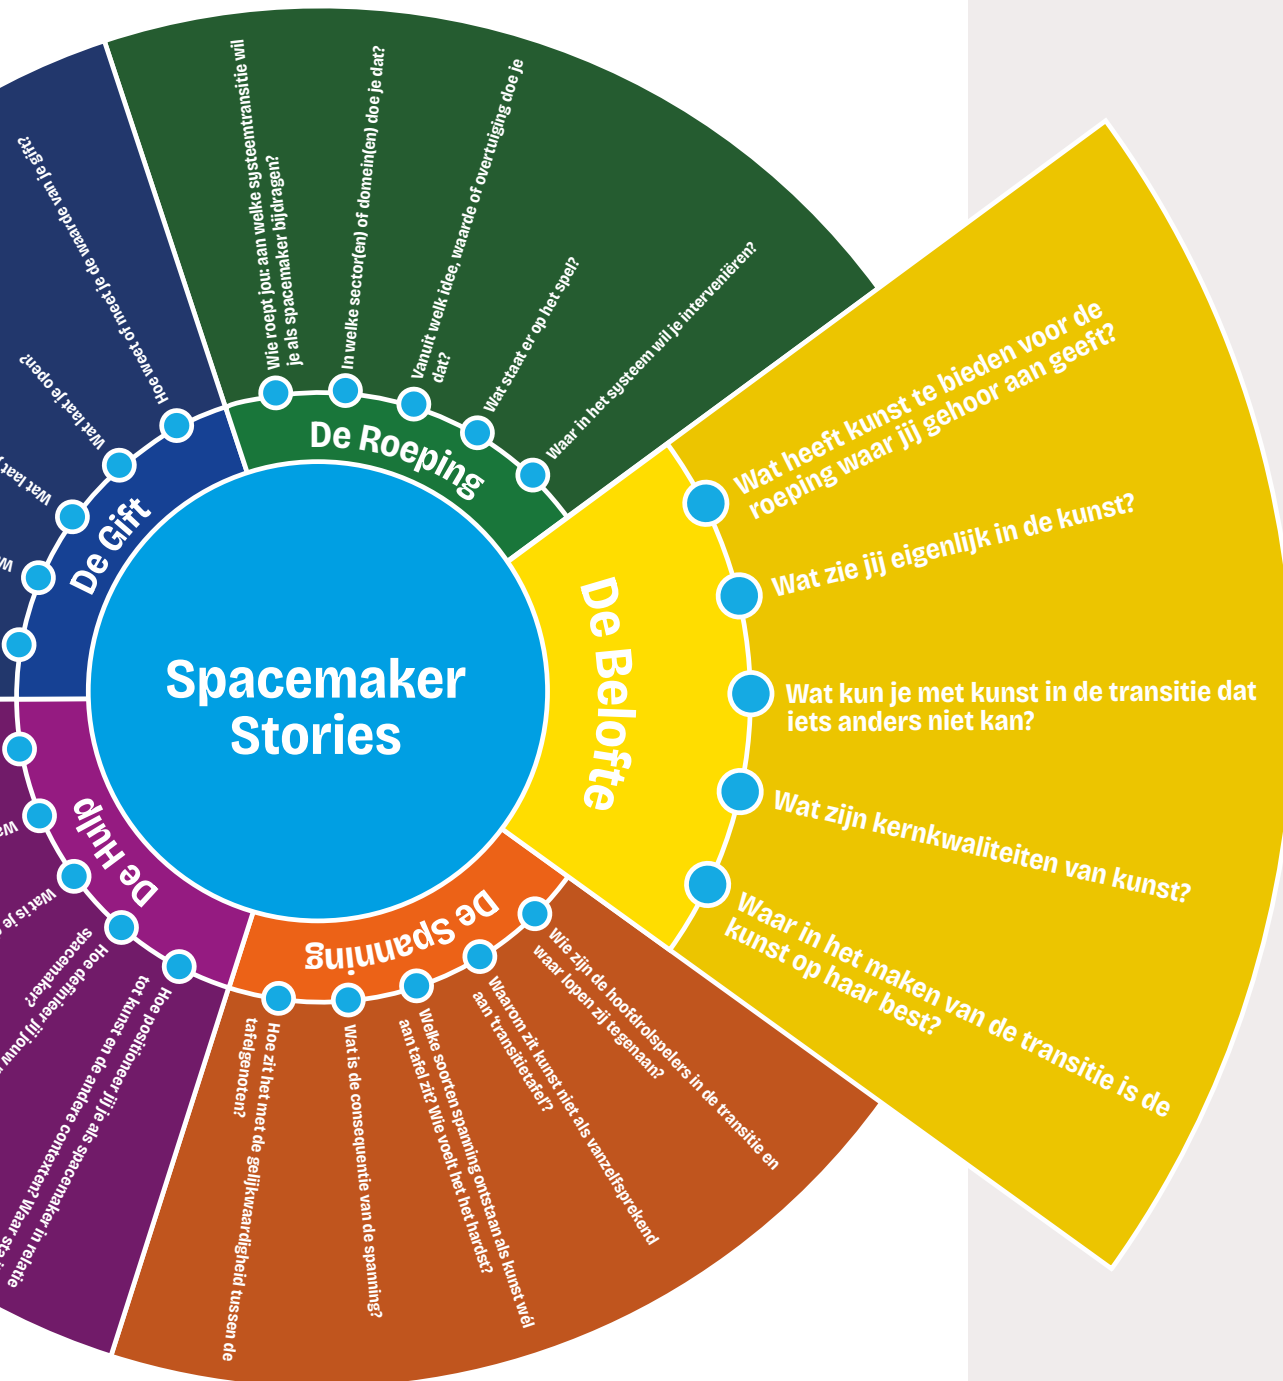 Spacemaker
Stories
De Roeping
Wie roept jou: aan welke systeemtransitie wil
je als spacemaker bijdragen?
In welke sector(en) of domein(en) doe je dat?
Vanuit welk idee, waarde of overtuiging doe je
dat?
Wat staat er op het spel?
Waar in het systeem wil je interveniëren?
De Belofte
Wat heeft kunst te bieden voor de
roeping waar jij gehoor aan geeft?
Wat zie jij eigenlijk in de kunst?
Wat kun je met kunst in de transitie dat
iets anders niet kan?
Wat zijn kernkwaliteiten van kunst?
Waar in het maken van de transitie is de
kunst op haar best?
De Spanning
Wie zijn de hoofdrolspelers in de transitie en
waar lopen zij tegenaan?
Waarom zit kunst niet als vanzelfsprekend
aan 'transitietafel?
Welke soorten spanning ontstaan als kunst wél
aan tafel zit? Wie voelt het het hardst?
Wat is de consequentie van de spanning?
Hoe zit het met de gelijkwaardigheid tussen de
tafelgenoten?
De Hulp
Hoe positioneer jij je als spacemaker in relatie
tot kunst en de andere contexten? Waar
Hoe definieer jij jouw
spacemaker?
Wat is je
De Gift
Wat laat
Wat laat je open?
Hoe weet of meet je de waarde van je gift?